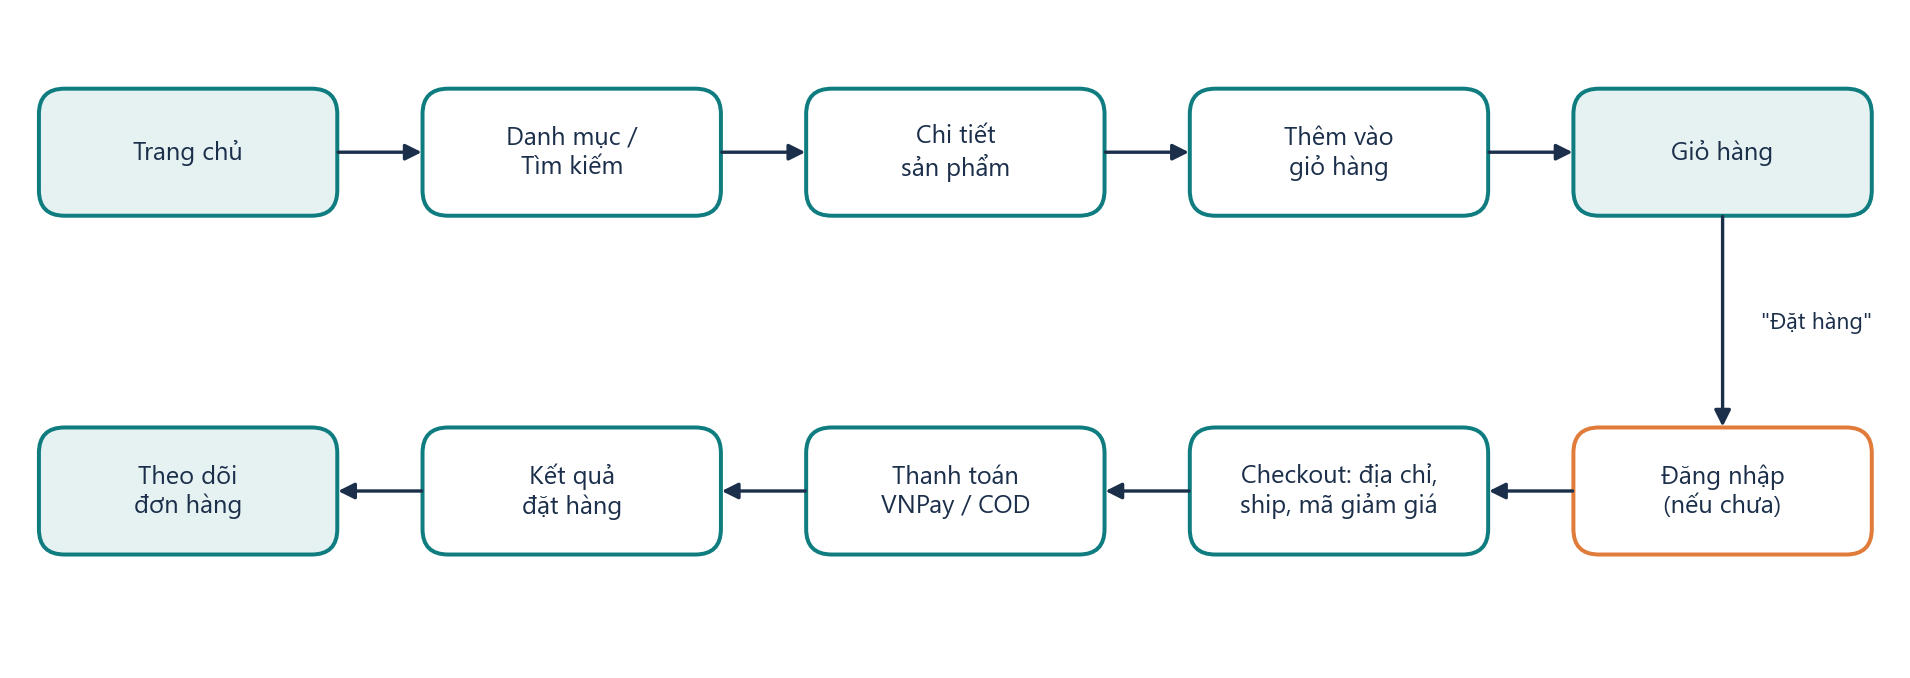 Trang chủ
Danh mục /
Tìm kiếm
Chi tiết
sản phẩm
Thêm vào
giỏ hàng
Giỏ hàng
"Đặt hàng"
Đăng nhập
(nếu chưa)
Checkout: địa chỉ,
ship, mã giảm giá
Thanh toán
VNPay / COD
Kết quả
đặt hàng
Theo dõi
đơn hàng